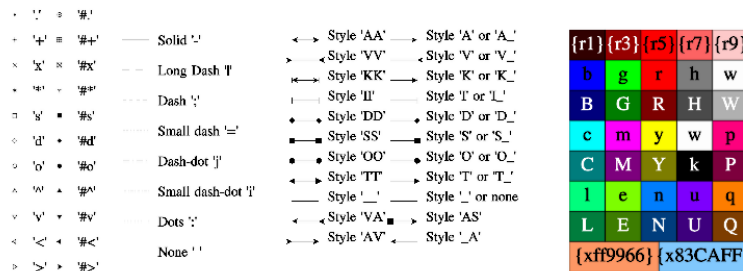 '.' '#.'
'+' '#+'
'x' '#x'
'*' '#*'
's' '#s'
'd' '#d'
'o' '#o'
'^' '#^'
'v' '#v'
'<' '#<'
'>' '#>'
Solid '-'
Long Dash '|'
Dash ';'
Small dash '='
Dash-dot 'j'
Small dash-dot 'i'
Dots ':'
None ' '
Style 'AA' Style 'A' or 'A_'
Style 'VV' Style 'V' or 'V_'
Style 'KK' Style 'K' or 'K_'
Style 'II' Style 'I' or 'I_'
Style 'DD' Style 'D' or 'D_'
Style 'SS' Style 'S' or 'S_'
Style 'OO' Style 'O' or 'O_'
Style 'TT' Style 'T' or 'T_'
Style '__' Style '_' or none
Style 'VA' Style 'AS'
Style 'AV' Style '_A'
{r1} {r3} {r5} {r7} {r9}
b g r h w
B G R H W
c m y w p
C M Y k P
l e n u q
L E N U Q
{xff9966} {x83CAFF}